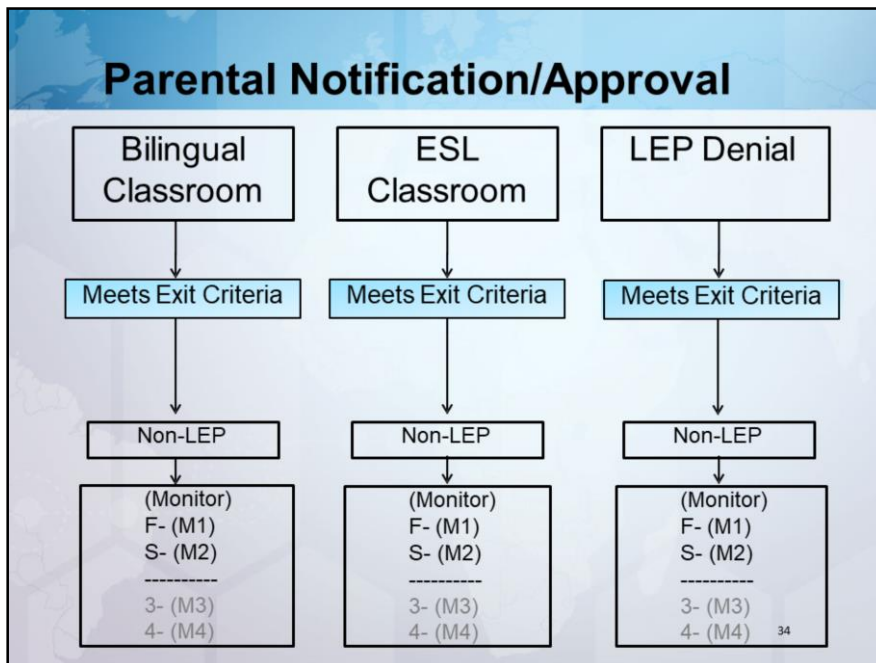 Parental Notification/Approval
Bilingual
Classroom
Meets Exit Criteria
Non-LEP
(Monitor)
F- (M1)
S- (M2)
----------
3- (M3)
4- (M4)
ESL
Classroom
Meets Exit Criteria
Non-LEP
(Monitor)
F- (M1)
S- (M2)
----------
3- (M3)
4- (M4)
LEP Denial
Meets Exit Criteria
Non-LEP
(Monitor)
F- (M1)
S- (M2)
----------
3- (M3)
4- (M4)
34